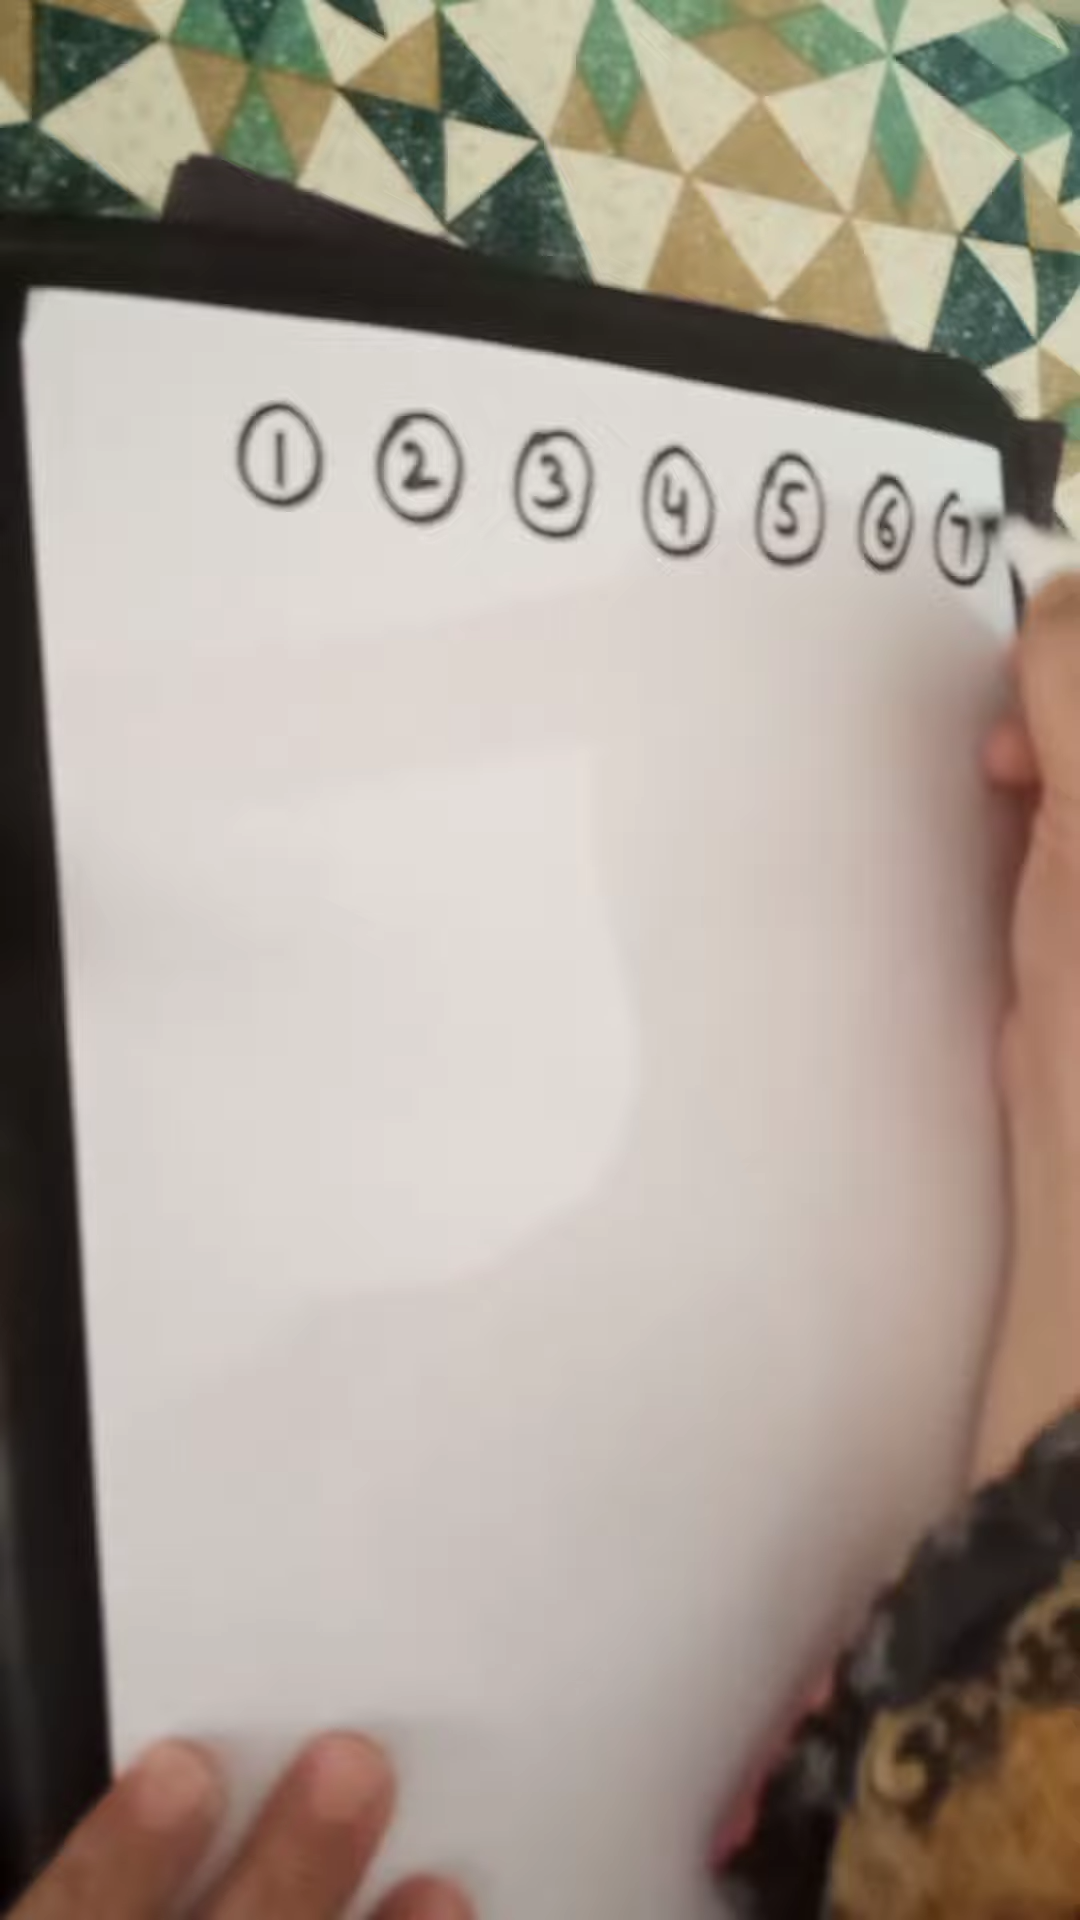 ① ② ③ ④ ⑤ ⑥ ⑦